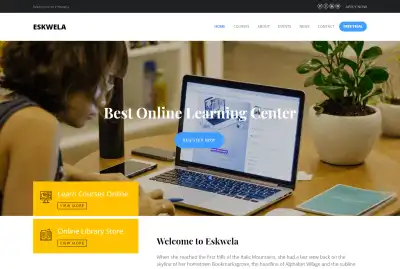 APPLY NOW
ESKWELA
HOME
COURSES
ABOUT
EVENTS
NEWS
CONTACT
FREE TRIAL
Best Online Learning Center
REGISTER NOW
Learn Courses Online
VIEW MORE
Online Library Store
VIEW MORE
Welcome to Eskwela
When she reached the first hills of the Italic Mountains, she had a last view back on the
skyline of her hometown Bookmarksgrove, the headline of Alphabet Village and the subline